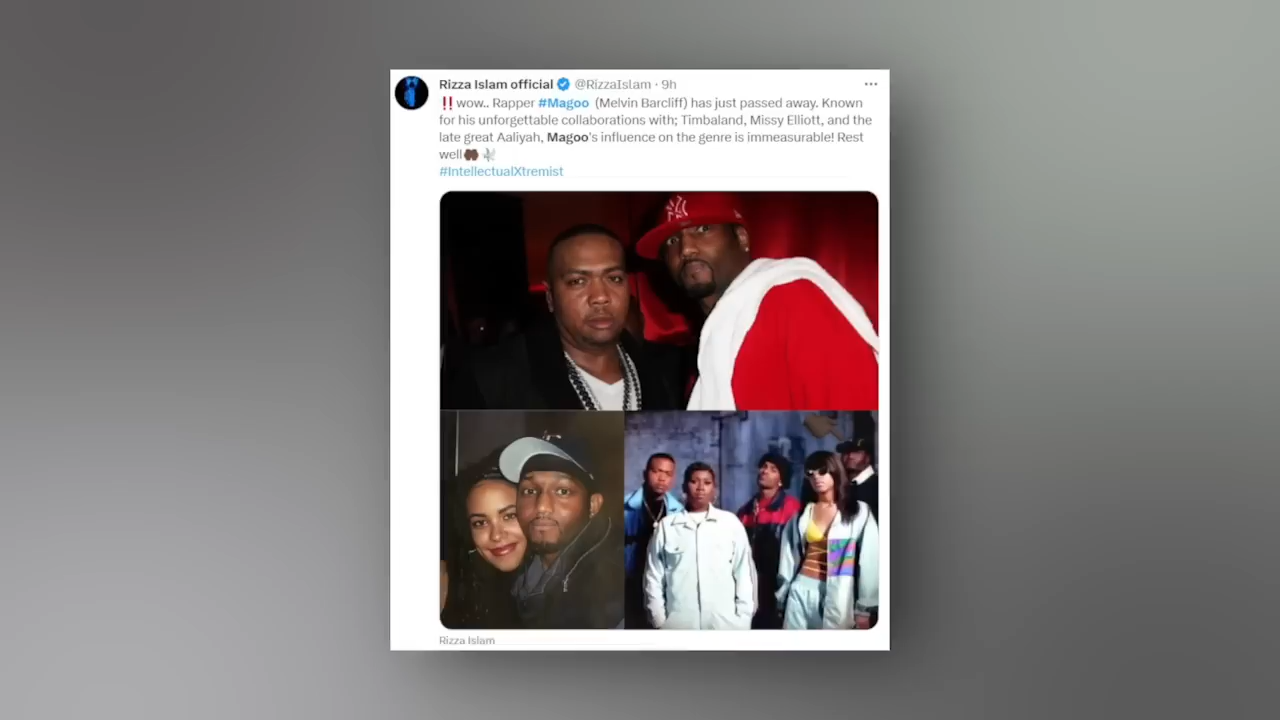 Rizza Islam official @RizzaIslam · 9h
‼️wow.. Rapper #Magoo (Melvin Barcliff) has just passed away. Known
for his unforgettable collaborations with; Timbaland, Missy Elliott, and the
late great Aaliyah, Magoo's influence on the genre is immeasurable! Rest
well🤲🏿🕊️
#IntellectualXtremist
NY
Rizza Islam